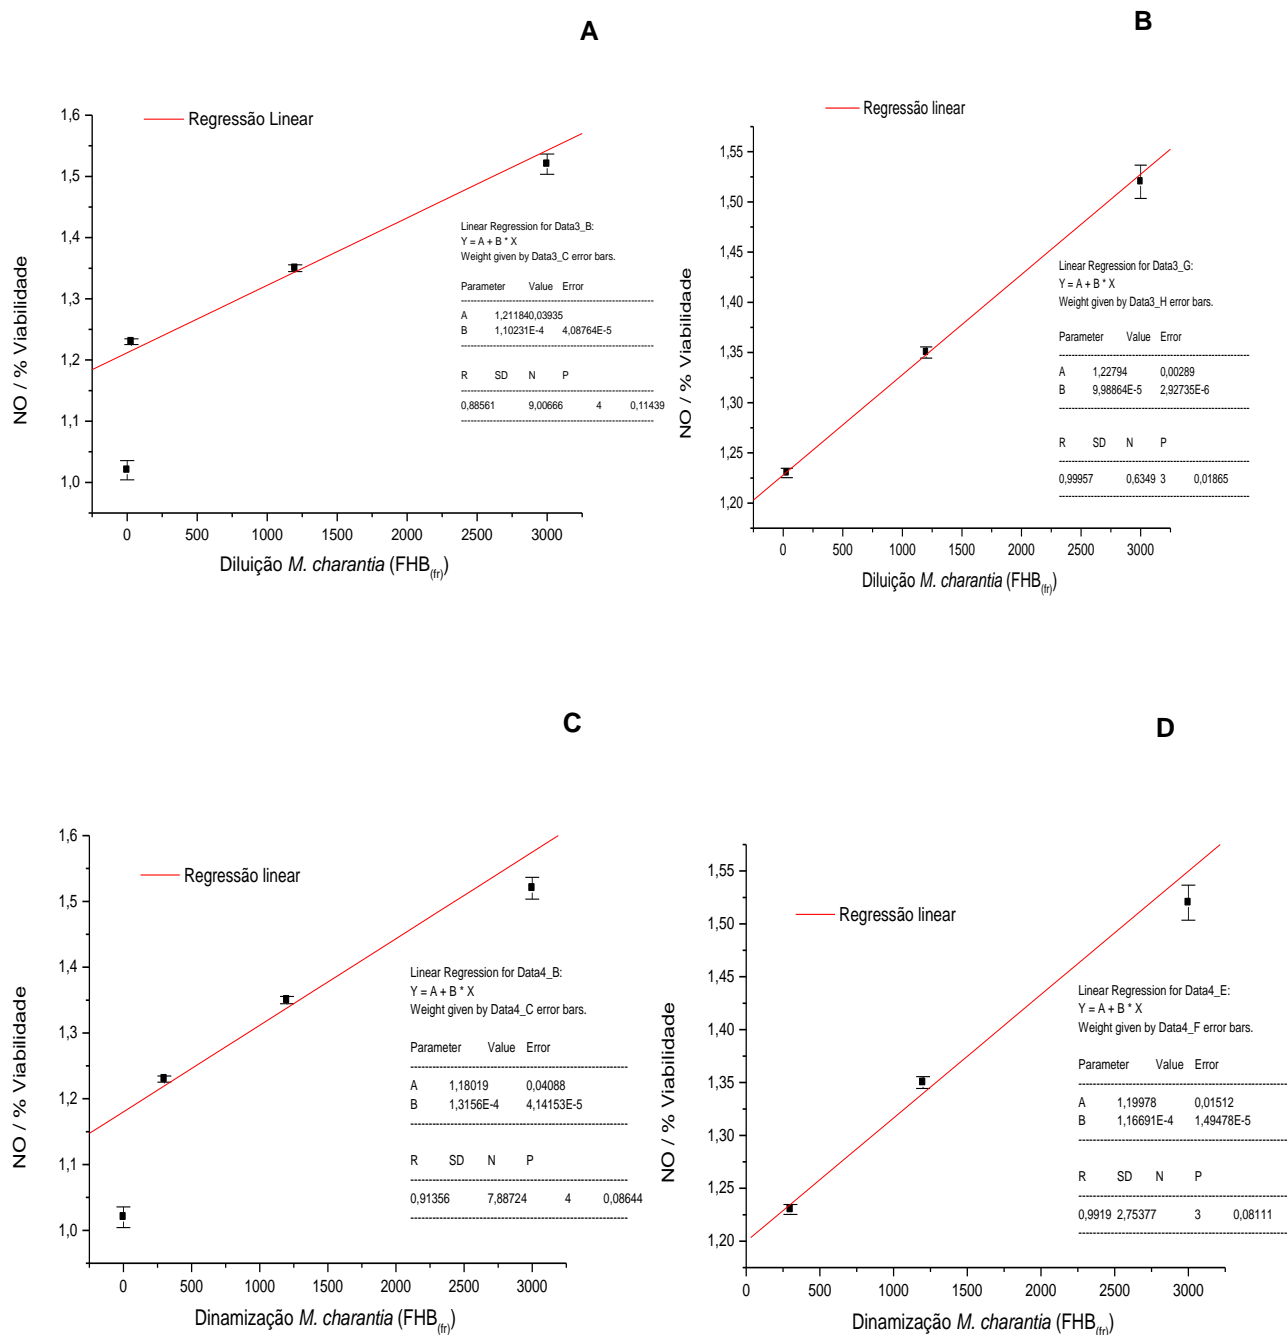 A
Regressão Linear
1,6
1,5
1,4
1,3
1,2
1,1
1,0
NO / % Viabilidade
Linear Regression for Data3_B:
Y = A + B * X
Weight given by Data3_C error bars.
Parameter Value Error
A 1,21184 0,03935
B 1,10231E-4 4,08764E-5
R SD N P
0,88561 9,00666 4 0,11439
0 500 1000 1500 2000 2500 3000
Diluição M. charantia (FHB(fr))
B
Regressão linear
1,55
1,50
1,45
1,40
1,35
1,30
1,25
1,20
NO / % Viabilidade
Linear Regression for Data3_G:
Y = A + B * X
Weight given by Data3_H error bars.
Parameter Value Error
A 1,22794 0,00289
B 9,98864E-5 2,92735E-6
R SD N P
0,99957 0,6349 3 0,01865
0 500 1000 1500 2000 2500 3000
Diluição M. charantia (FHB(fr))
C
Regressão linear
1,6
1,5
1,4
1,3
1,2
1,1
1,0
NO / % Viabilidade
Linear Regression for Data4_B:
Y = A + B * X
Weight given by Data4_C error bars.
Parameter Value Error
A 1,18019 0,04088
B 1,3156E-4 4,14153E-5
R SD N P
0,91356 7,88724 4 0,08644
0 500 1000 1500 2000 2500 3000
Dinamização M. charantia (FHB(fr))
D
Regressão linear
1,55
1,50
1,45
1,40
1,35
1,30
1,25
1,20
NO / % Viabilidade
Linear Regression for Data4_E:
Y = A + B * X
Weight given by Data4_F error bars.
Parameter Value Error
A 1,19978 0,01512
B 1,16691E-4 1,49478E-5
R SD N P
0,9919 2,75377 3 0,08111
0 500 1000 1500 2000 2500 3000
Dinamização M. charantia (FHB(fr))